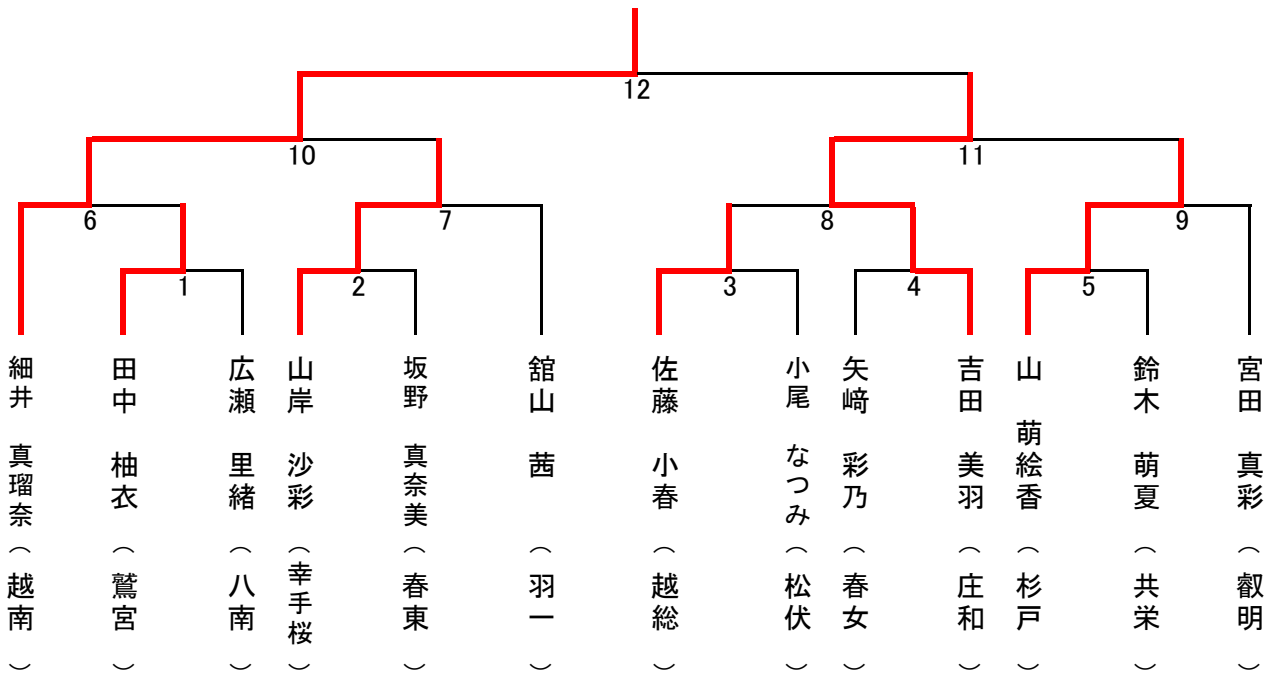 12
10
11
6
7
8
9
1
2
3
4
5
細井 真瑠奈（越南）
田中 柚衣（鷲宮）
広瀬 里緒（八南）
山岸 沙彩（幸手桜）
坂野 真奈美（春東）
舘山 茜（羽一）
佐藤 小春（越総）
小尾 なつみ（松伏）
矢﨑 彩乃（春女）
吉田 美羽（庄和）
山 萌絵香（杉戸）
鈴木 萌夏（共栄）
宮田 真彩（叡明）